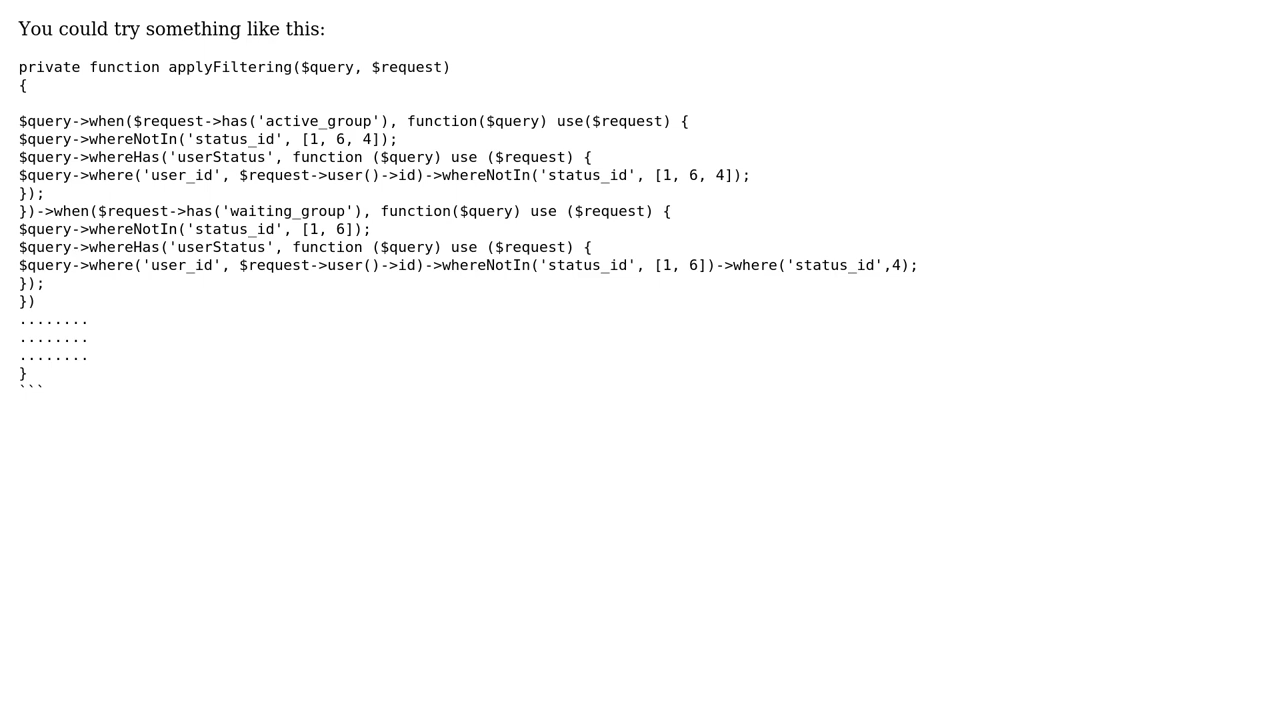 You could try something like this:
private function applyFiltering($query, $request)
{
$query->when($request->has('active_group'), function($query) use($request) {
$query->whereNotIn('status_id', [1, 6, 4]);
$query->whereHas('userStatus', function ($query) use ($request) {
$query->where('user_id', $request->user()->id)->whereNotIn('status_id', [1, 6, 4]);
});
})->when($request->has('waiting_group'), function($query) use ($request) {
$query->whereNotIn('status_id', [1, 6]);
$query->whereHas('userStatus', function ($query) use ($request) {
$query->where('user_id', $request->user()->id)->whereNotIn('status_id', [1, 6])->where('status_id',4);
});
})
........
........
........
}
```